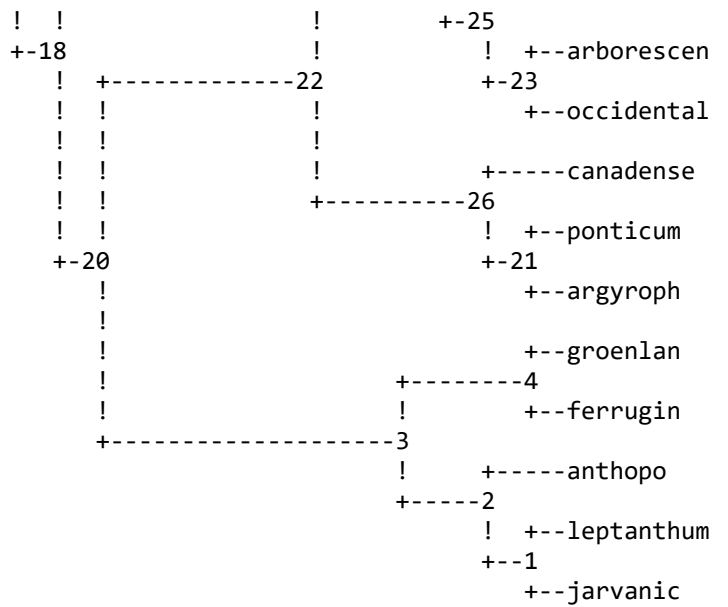 !  !                   !        +-25
+-18                   !           !  +--arborescen
   !  +-------------22           +-23
   !  !              !              +--occidental
   !  !              !
   !  !              !           +-----canadense
   !  !              +----------26
   !  !                          !  +--ponticum
   +-20                          +-21
      !                             +--argyroph
      !
      !                             +--groenlan
      !                    +--------4
      !                    !        +--ferrugin
      +-------------------3
                           !     +-----anthopo
                           +-----2
                                 !  +--leptanthum
                                 +--1
                                    +--jarvanic